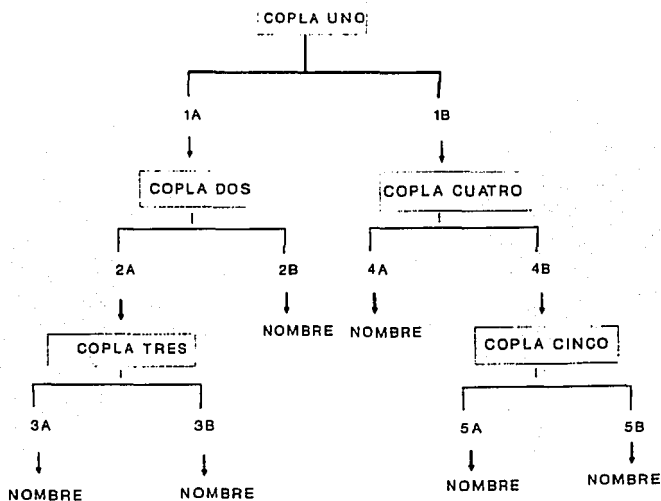 COPLA UNO
1A 1B
COPLA DOS COPLA CUATRO
2A 2B 4A 4B
NOMBRE NOMBRE
COPLA TRES COPLA CINCO
3A 3B 5A 5B
NOMBRE NOMBRE NOMBRE NOMBRE